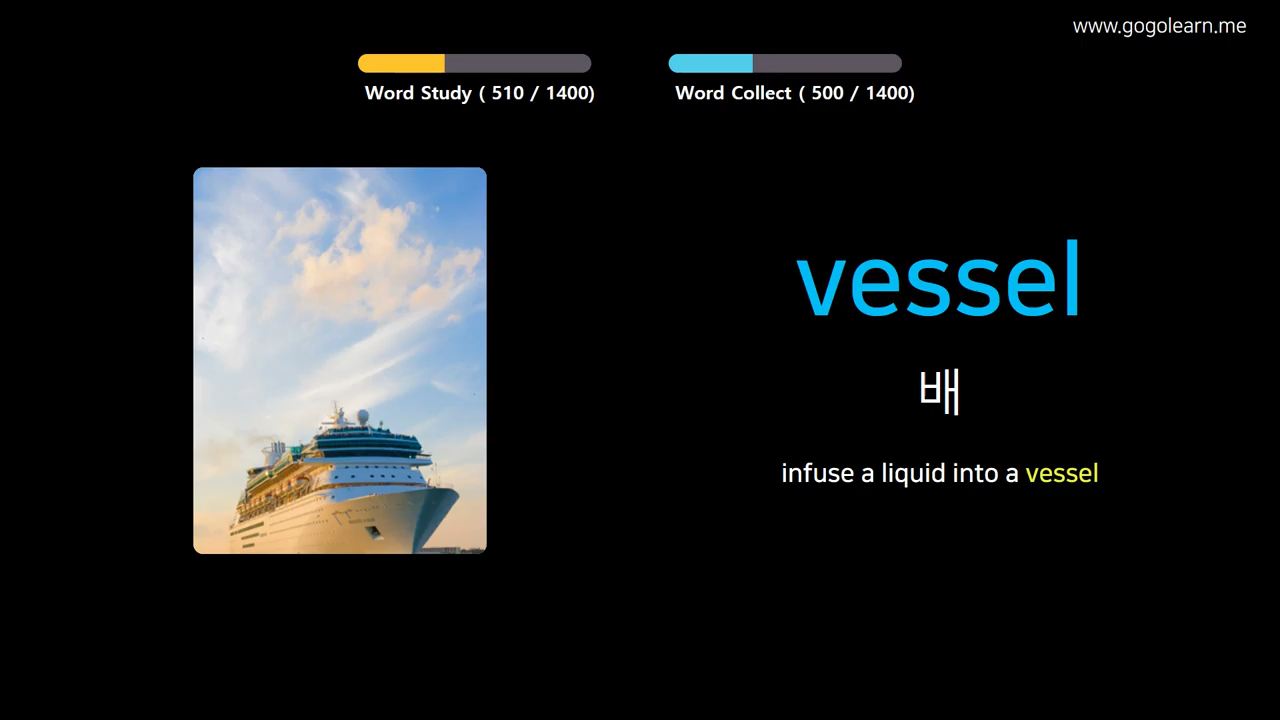 www.gogolearn.me
Word Study ( 510 / 1400)
Word Collect ( 500 / 1400)
vessel
배
infuse a liquid into a vessel